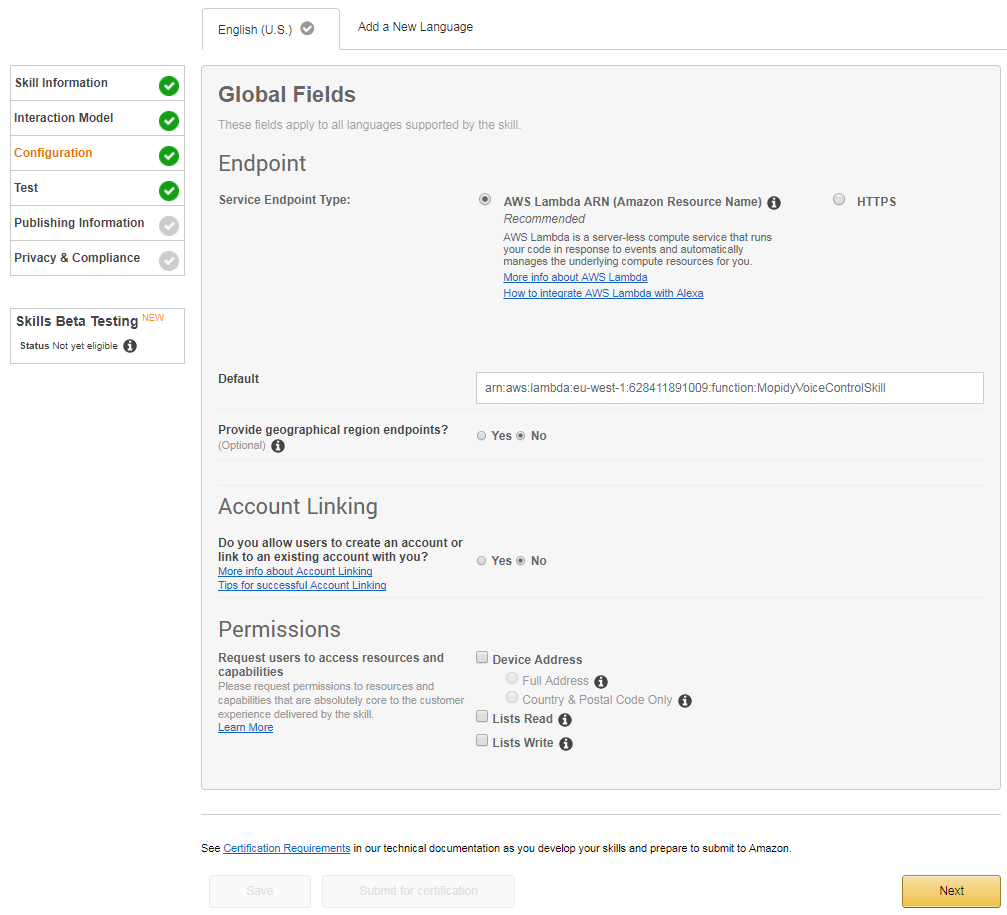 English (U.S.)
Add a New Language
Skill Information
Interaction Model
Configuration
Test
Publishing Information
Privacy & Compliance
Skills Beta Testing NEW
Status Not yet eligible
Global Fields
These fields apply to all languages supported by the skill.
Endpoint
Service Endpoint Type:
AWS Lambda ARN (Amazon Resource Name)
HTTPS
Recommended
AWS Lambda is a server-less compute service that runs
your code in response to events and automatically
manages the underlying compute resources for you.
More info about AWS Lambda
How to integrate AWS Lambda with Alexa
Default
arn:aws:lambda:eu-west-1:628411891009:function:MopidyVoiceControlSkill
Provide geographical region endpoints?
(Optional)
Yes No
Account Linking
Do you allow users to create an account or
link to an existing account with you?
Yes No
More info about Account Linking
Tips for successful Account Linking
Permissions
Request users to access resources and
capabilities
Please request permissions to resources and
capabilities that are absolutely core to the customer
experience delivered by the skill.
Learn More
Device Address
Full Address
Country & Postal Code Only
Lists Read
Lists Write
See Certification Requirements in our technical documentation as you develop your skills and prepare to submit to Amazon.
Save
Submit for certification
Next